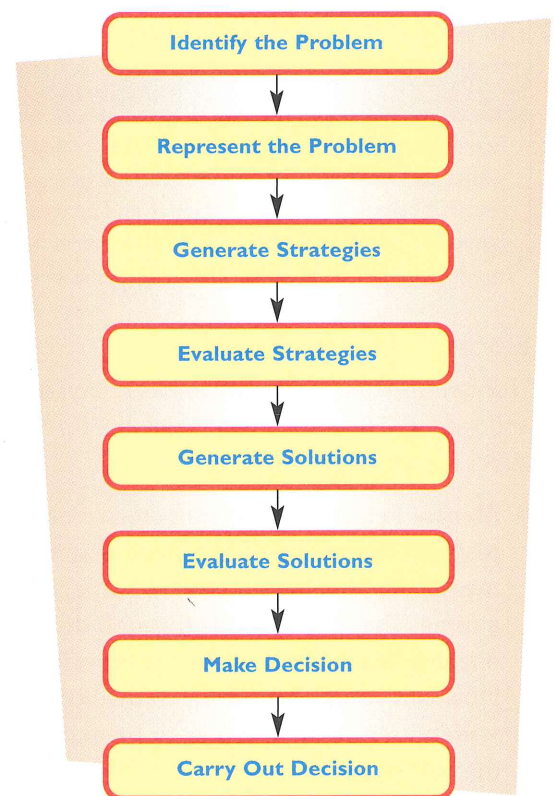 Identify the Problem
Represent the Problem
Generate Strategies
Evaluate Strategies
Generate Solutions
Evaluate Solutions
Make Decision
Carry Out Decision